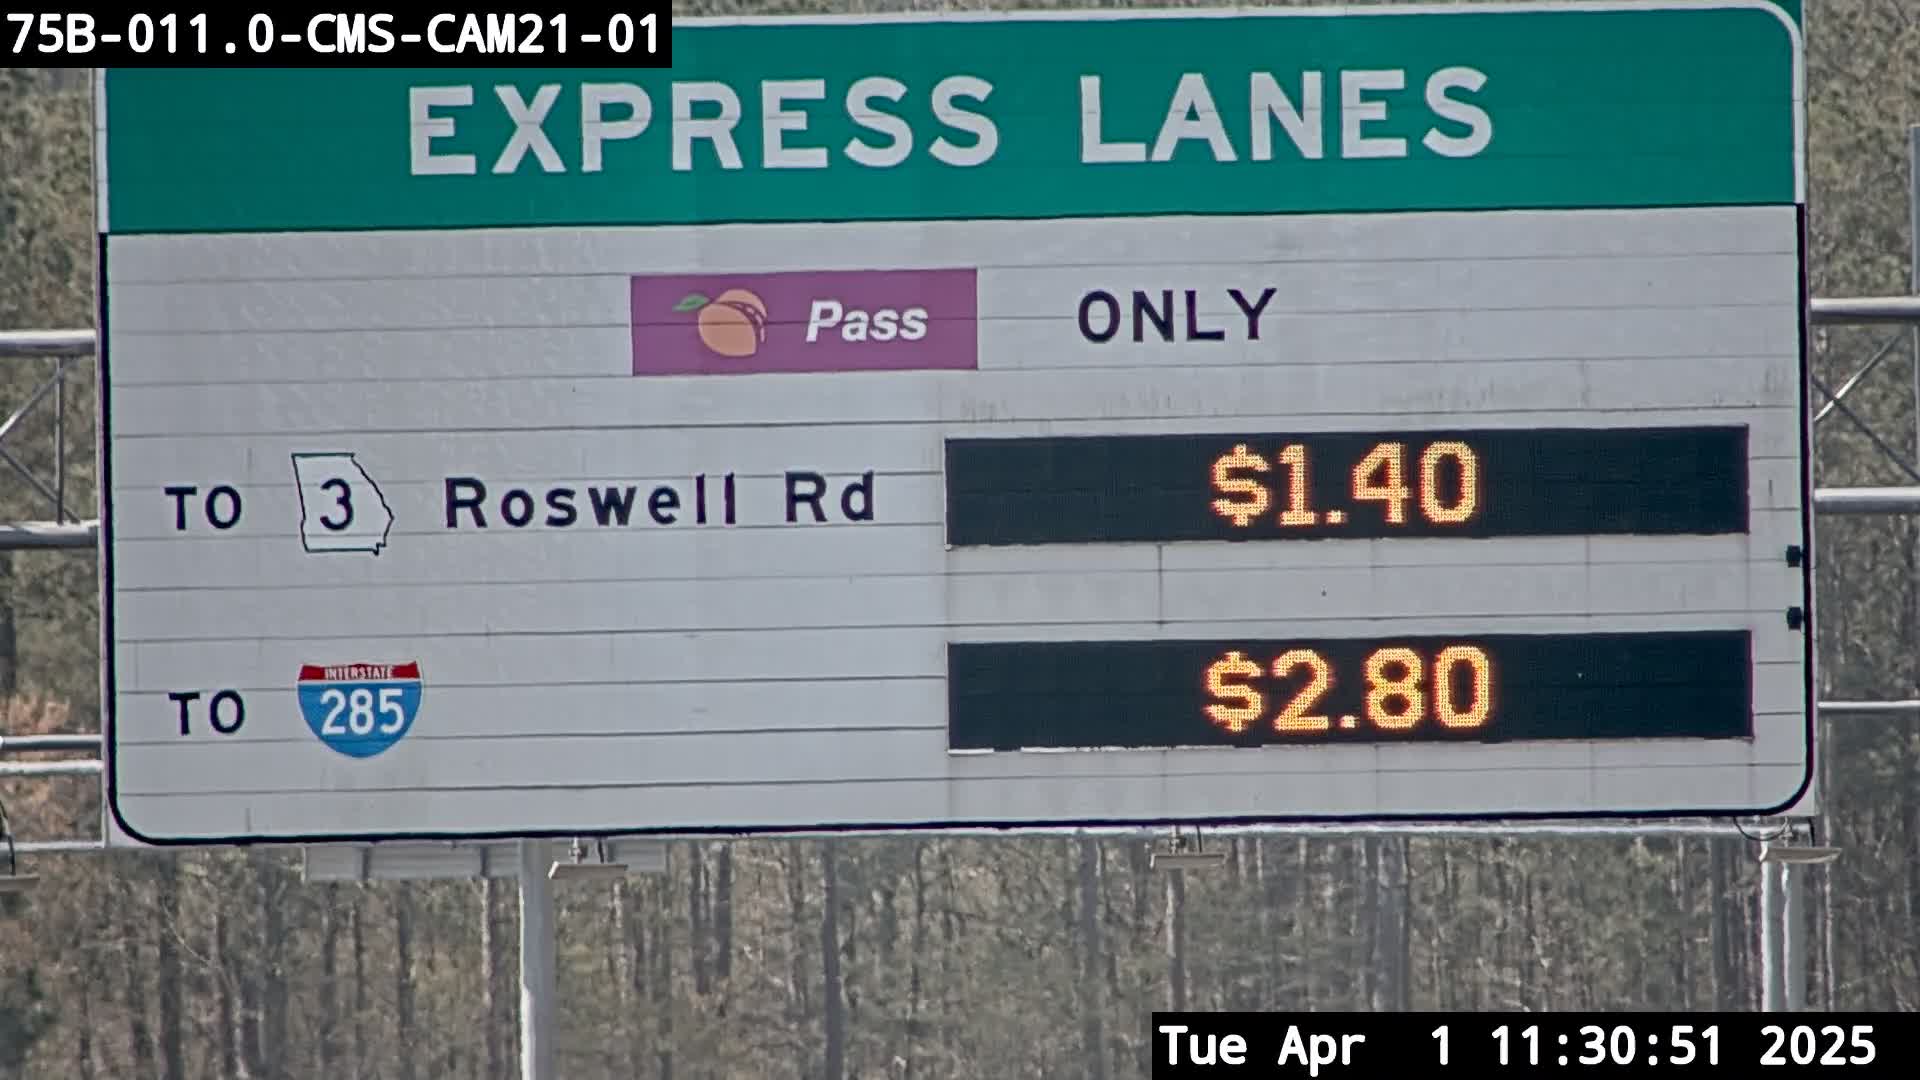 75B-011.0-CMS-CAM21-01
EXPRESS LANES
Pass ONLY
TO 3 Roswell Rd $1.40
INTERSTATE
TO 285 $2.80
Tue Apr 1 11:30:51 2025